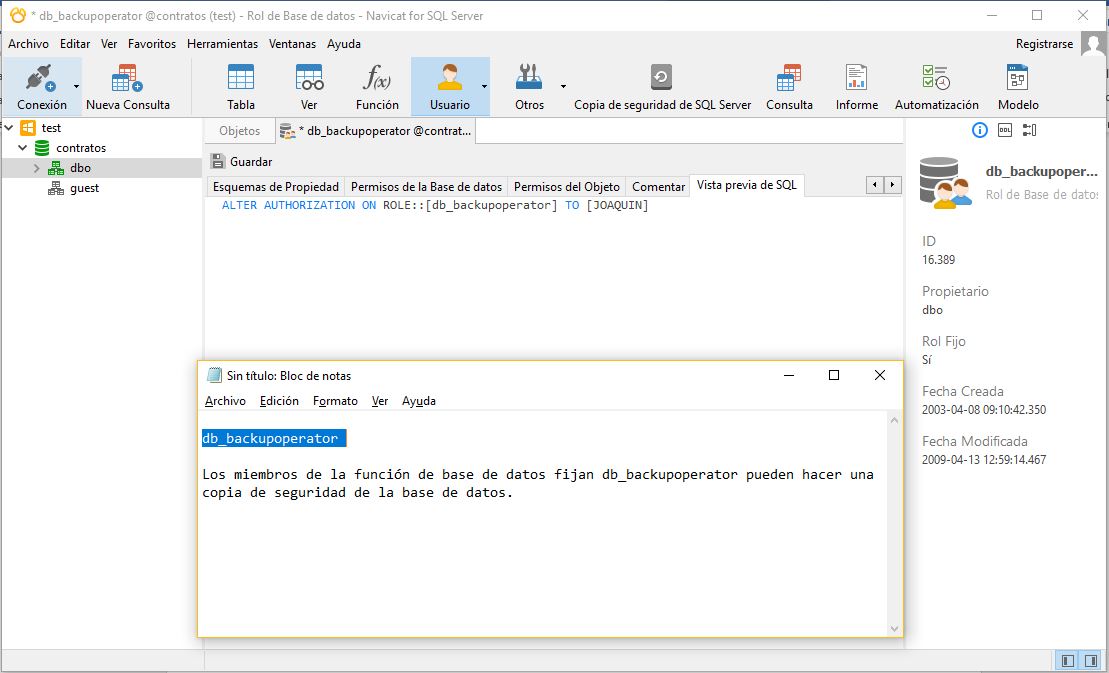 * db_backupoperator @contratos (test) - Rol de Base de datos - Navicat for SQL Server
Archivo Editar Ver Favoritos Herramientas Ventanas Ayuda Registrarse
Conexión Nueva Consulta Tabla Ver Función Usuario Otros Copia de seguridad de SQL Server Consulta Informe Automatización Modelo
test
contratos
dbo
guest
Objetos * db_backupoperator @contrat...
Guardar
Esquemas de Propiedad Permisos de la Base de datos Permisos del Objeto Comentar Vista previa de SQL
ALTER AUTHORIZATION ON ROLE::[db_backupoperator] TO [JOAQUIN]
DDL
db_backupoper...
Rol de Base de datos
ID
16.389
Propietario
dbo
Rol Fijo
Sí
Fecha Creada
2003-04-08 09:10:42.350
Fecha Modificada
2009-04-13 12:59:14.467
Sin título: Bloc de notas
Archivo Edición Formato Ver Ayuda
db_backupoperator
Los miembros de la función de base de datos fijan db_backupoperator pueden hacer una
copia de seguridad de la base de datos.